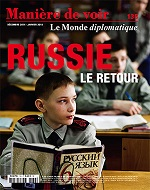 Manière de voir
Le Monde diplomatique
RUSSIE
LE RETOUR
РУССКИЙ
ЯЗЫК